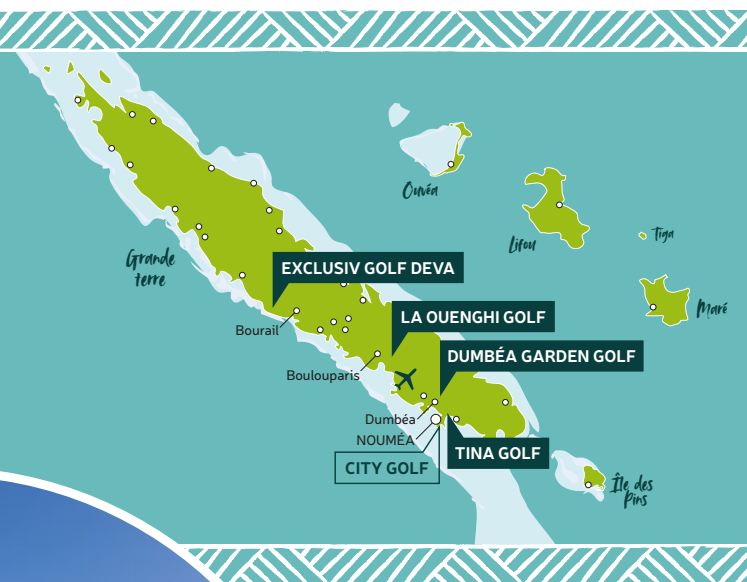 Ouvéa
Lifou
Tiga
Maré
Grande
terre
EXCLUSIV GOLF DEVA
LA OUENGHI GOLF
Bourail
DUMBÉA GARDEN GOLF
Boulouparis
Dumbéa
NOUMÉA
TINA GOLF
CITY GOLF
Île des
Pins